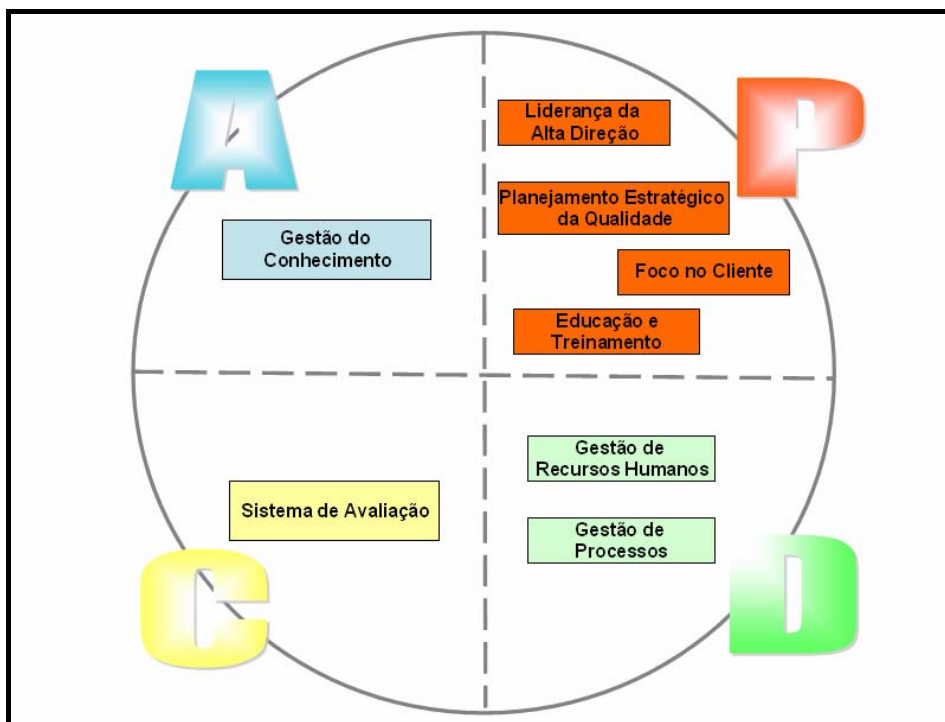 A
P
Liderança da
Alta Direção
Planejamento Estratégico
da Qualidade
Gestão do
Conhecimento
Foco no Cliente
Educação e
Treinamento
Gestão de
Recursos Humanos
Sistema de Avaliação
Gestão de
Processos
C
D